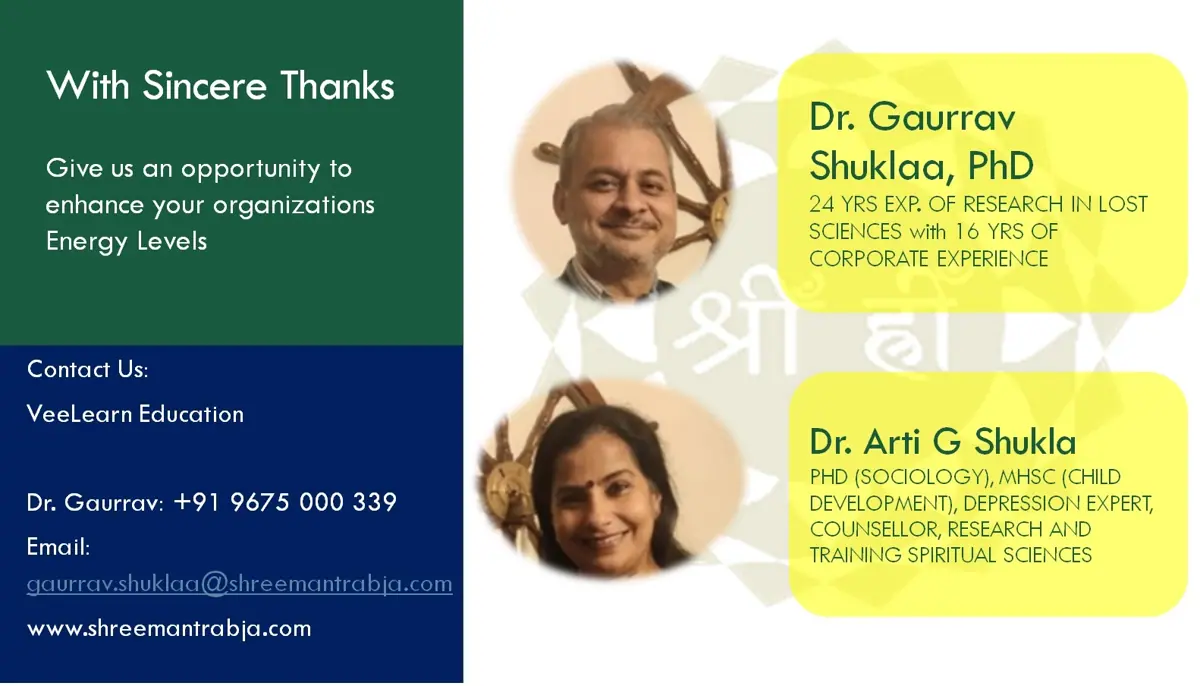 With Sincere Thanks
Give us an opportunity to
enhance your organizations
Energy Levels
Contact Us:
VeeLearn Education
Dr. Gaurrav: +91 9675 000 339
Email:
gaurrav.shuklaa@shreemantrabja.com
www.shreemantrabja.com
Dr. Gaurrav
Shuklaa, PhD
24 YRS EXP. OF RESEARCH IN LOST
SCIENCES with 16 YRS OF
CORPORATE EXPERIENCE
श्रीं ह्रीं
Dr. Arti G Shukla
PHD (SOCIOLOGY), MHSC (CHILD
DEVELOPMENT), DEPRESSION EXPERT,
COUNSELLOR, RESEARCH AND
TRAINING SPIRITUAL SCIENCES